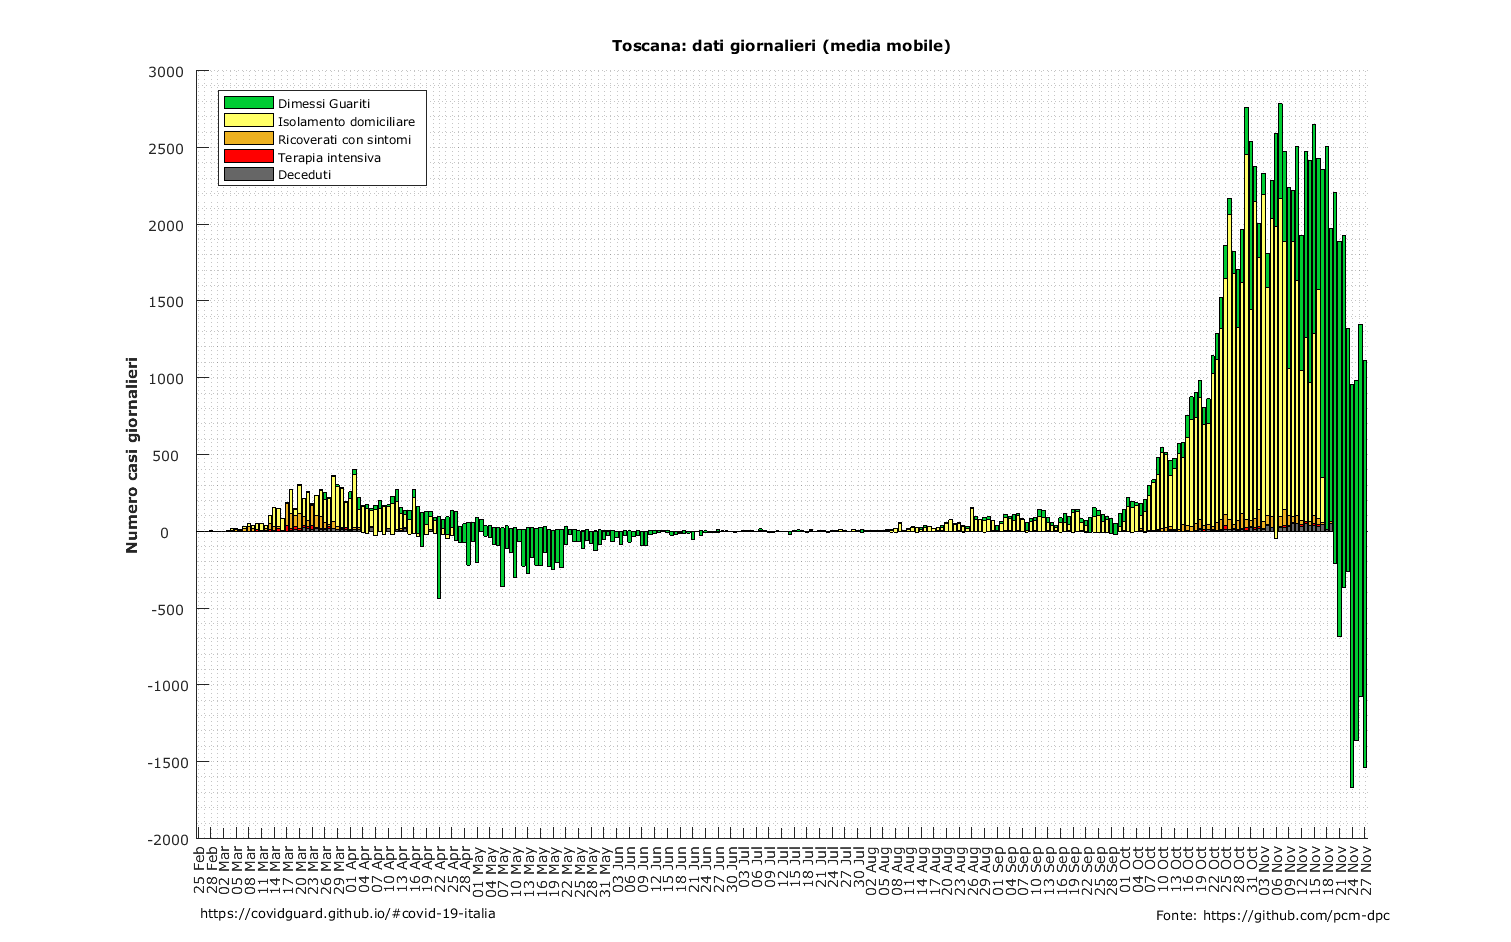 Toscana: dati giornalieri (media mobile)
3000
2500
2000
1500
1000
500
0
-500
-1000
-1500
-2000
Numero casi giornalieri
Dimessi Guariti
Isolamento domiciliare
Ricoverati con sintomi
Terapia intensiva
Deceduti
25 Feb
28 Feb
02 Mar
05 Mar
08 Mar
11 Mar
14 Mar
17 Mar
20 Mar
23 Mar
26 Mar
29 Mar
01 Apr
04 Apr
07 Apr
10 Apr
13 Apr
16 Apr
19 Apr
22 Apr
25 Apr
28 Apr
01 May
04 May
07 May
10 May
13 May
16 May
19 May
22 May
25 May
28 May
31 May
03 Jun
06 Jun
09 Jun
12 Jun
15 Jun
18 Jun
21 Jun
24 Jun
27 Jun
30 Jun
03 Jul
06 Jul
09 Jul
12 Jul
15 Jul
18 Jul
21 Jul
24 Jul
27 Jul
30 Jul
02 Aug
05 Aug
08 Aug
11 Aug
14 Aug
17 Aug
20 Aug
23 Aug
26 Aug
29 Aug
01 Sep
04 Sep
07 Sep
10 Sep
13 Sep
16 Sep
19 Sep
22 Sep
25 Sep
28 Sep
01 Oct
04 Oct
07 Oct
10 Oct
13 Oct
16 Oct
19 Oct
22 Oct
25 Oct
28 Oct
31 Oct
03 Nov
06 Nov
09 Nov
12 Nov
15 Nov
18 Nov
21 Nov
24 Nov
27 Nov
https://covidguard.github.io/#covid-19-italia
Fonte: https://github.com/pcm-dpc